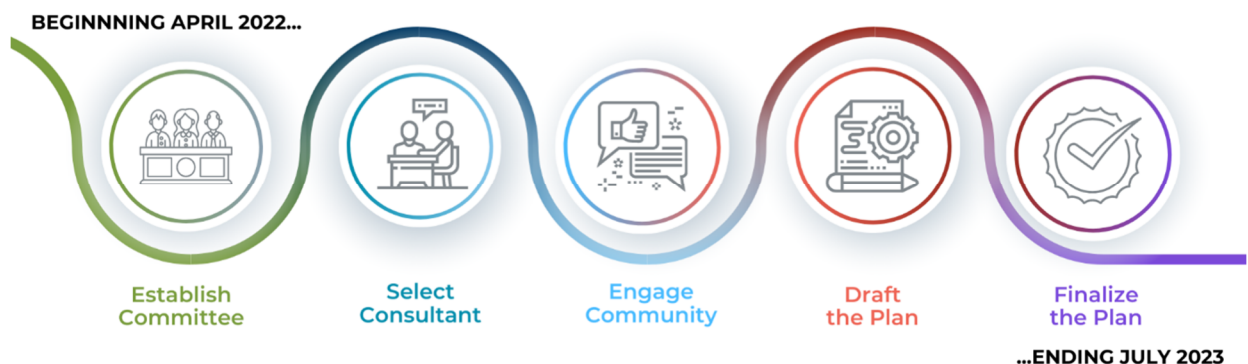 BEGINNNING APRIL 2022...
Establish
Committee
Select
Consultant
Engage
Community
Draft
the Plan
Finalize
the Plan
...ENDING JULY 2023